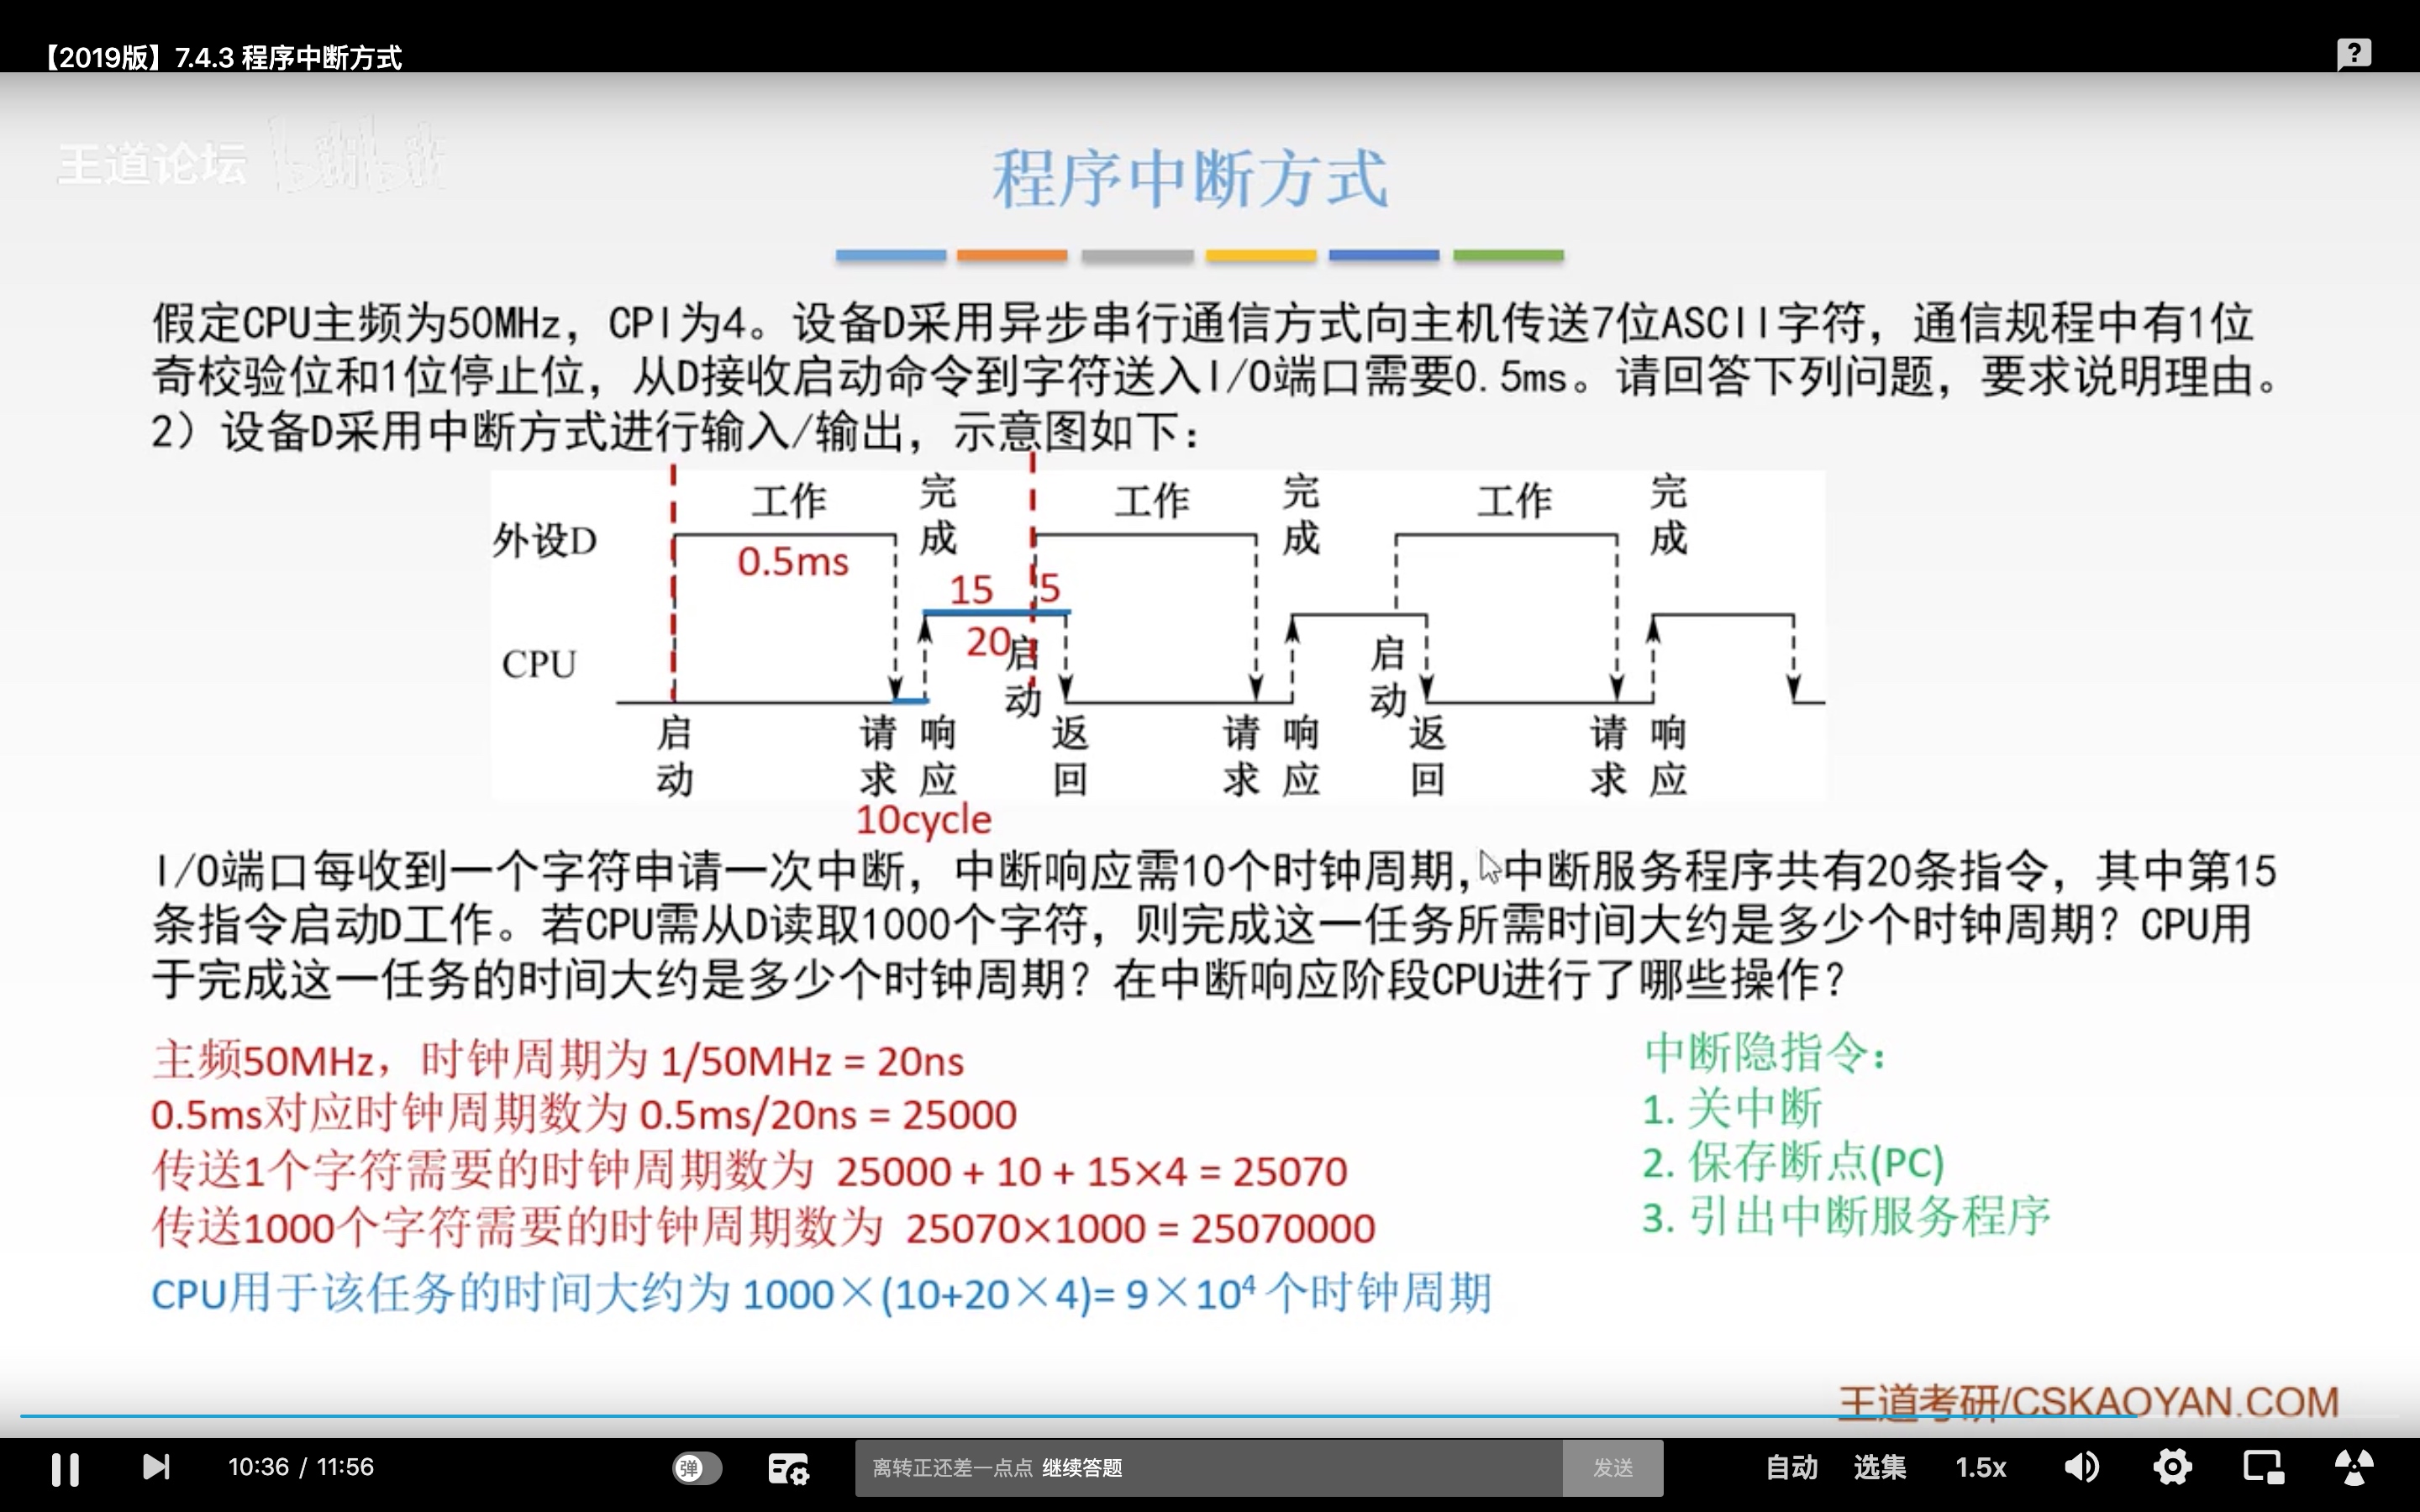 【2019版】7.4.3 程序中断方式
?
王道论坛 bilibili
程序中断方式
假定CPU主频为50MHz，CPI为4。设备D采用异步串行通信方式向主机传送7位ASCII字符，通信规程中有1位
奇校验位和1位停止位，从D接收启动命令到字符送入I/O端口需要0.5ms。请回答下列问题，要求说明理由。
2）设备D采用中断方式进行输入/输出，示意图如下：
工作 完成 工作 完成 工作 完成
外设D
0.5ms
15 5
20
CPU
启动 启动
启动 请求 响应 返回 请求 响应 返回 请求 响应
10cycle
I/O端口每收到一个字符申请一次中断，中断响应需10个时钟周期，中断服务程序共有20条指令，其中第15
条指令启动D工作。若CPU需从D读取1000个字符，则完成这一任务所需时间大约是多少个时钟周期？CPU用
于完成这一任务的时间大约是多少个时钟周期？在中断响应阶段CPU进行了哪些操作？
主频50MHz，时钟周期为 1/50MHz = 20ns
0.5ms对应时钟周期数为 0.5ms/20ns = 25000
传送1个字符需要的时钟周期数为 25000 + 10 + 15×4 = 25070
传送1000个字符需要的时钟周期数为 25070×1000 = 25070000
CPU用于该任务的时间大约为 1000×(10+20×4)= 9×10⁴ 个时钟周期
中断隐指令：
1. 关中断
2. 保存断点(PC)
3. 引出中断服务程序
王道考研/CSKAOYAN.COM
10:36 / 11:56
弹
离转正还差一点点 继续答题
发送
自动
选集
1.5x